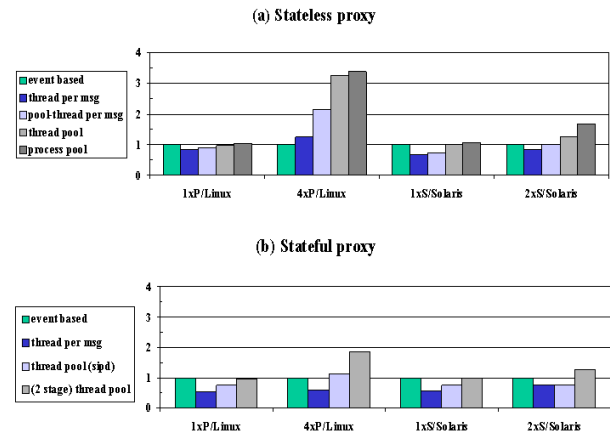 (a) Stateless proxy
event based
thread per msg
pool-thread per msg
thread pool
process pool
4
3
2
1
0
1xP/Linux
4xP/Linux
1xS/Solaris
2xS/Solaris
(b) Stateful proxy
event based
thread per msg
thread pool (sipd)
(2 stage) thread pool
4
3
2
1
0
1xP/Linux
4xP/Linux
1xS/Solaris
2xS/Solaris